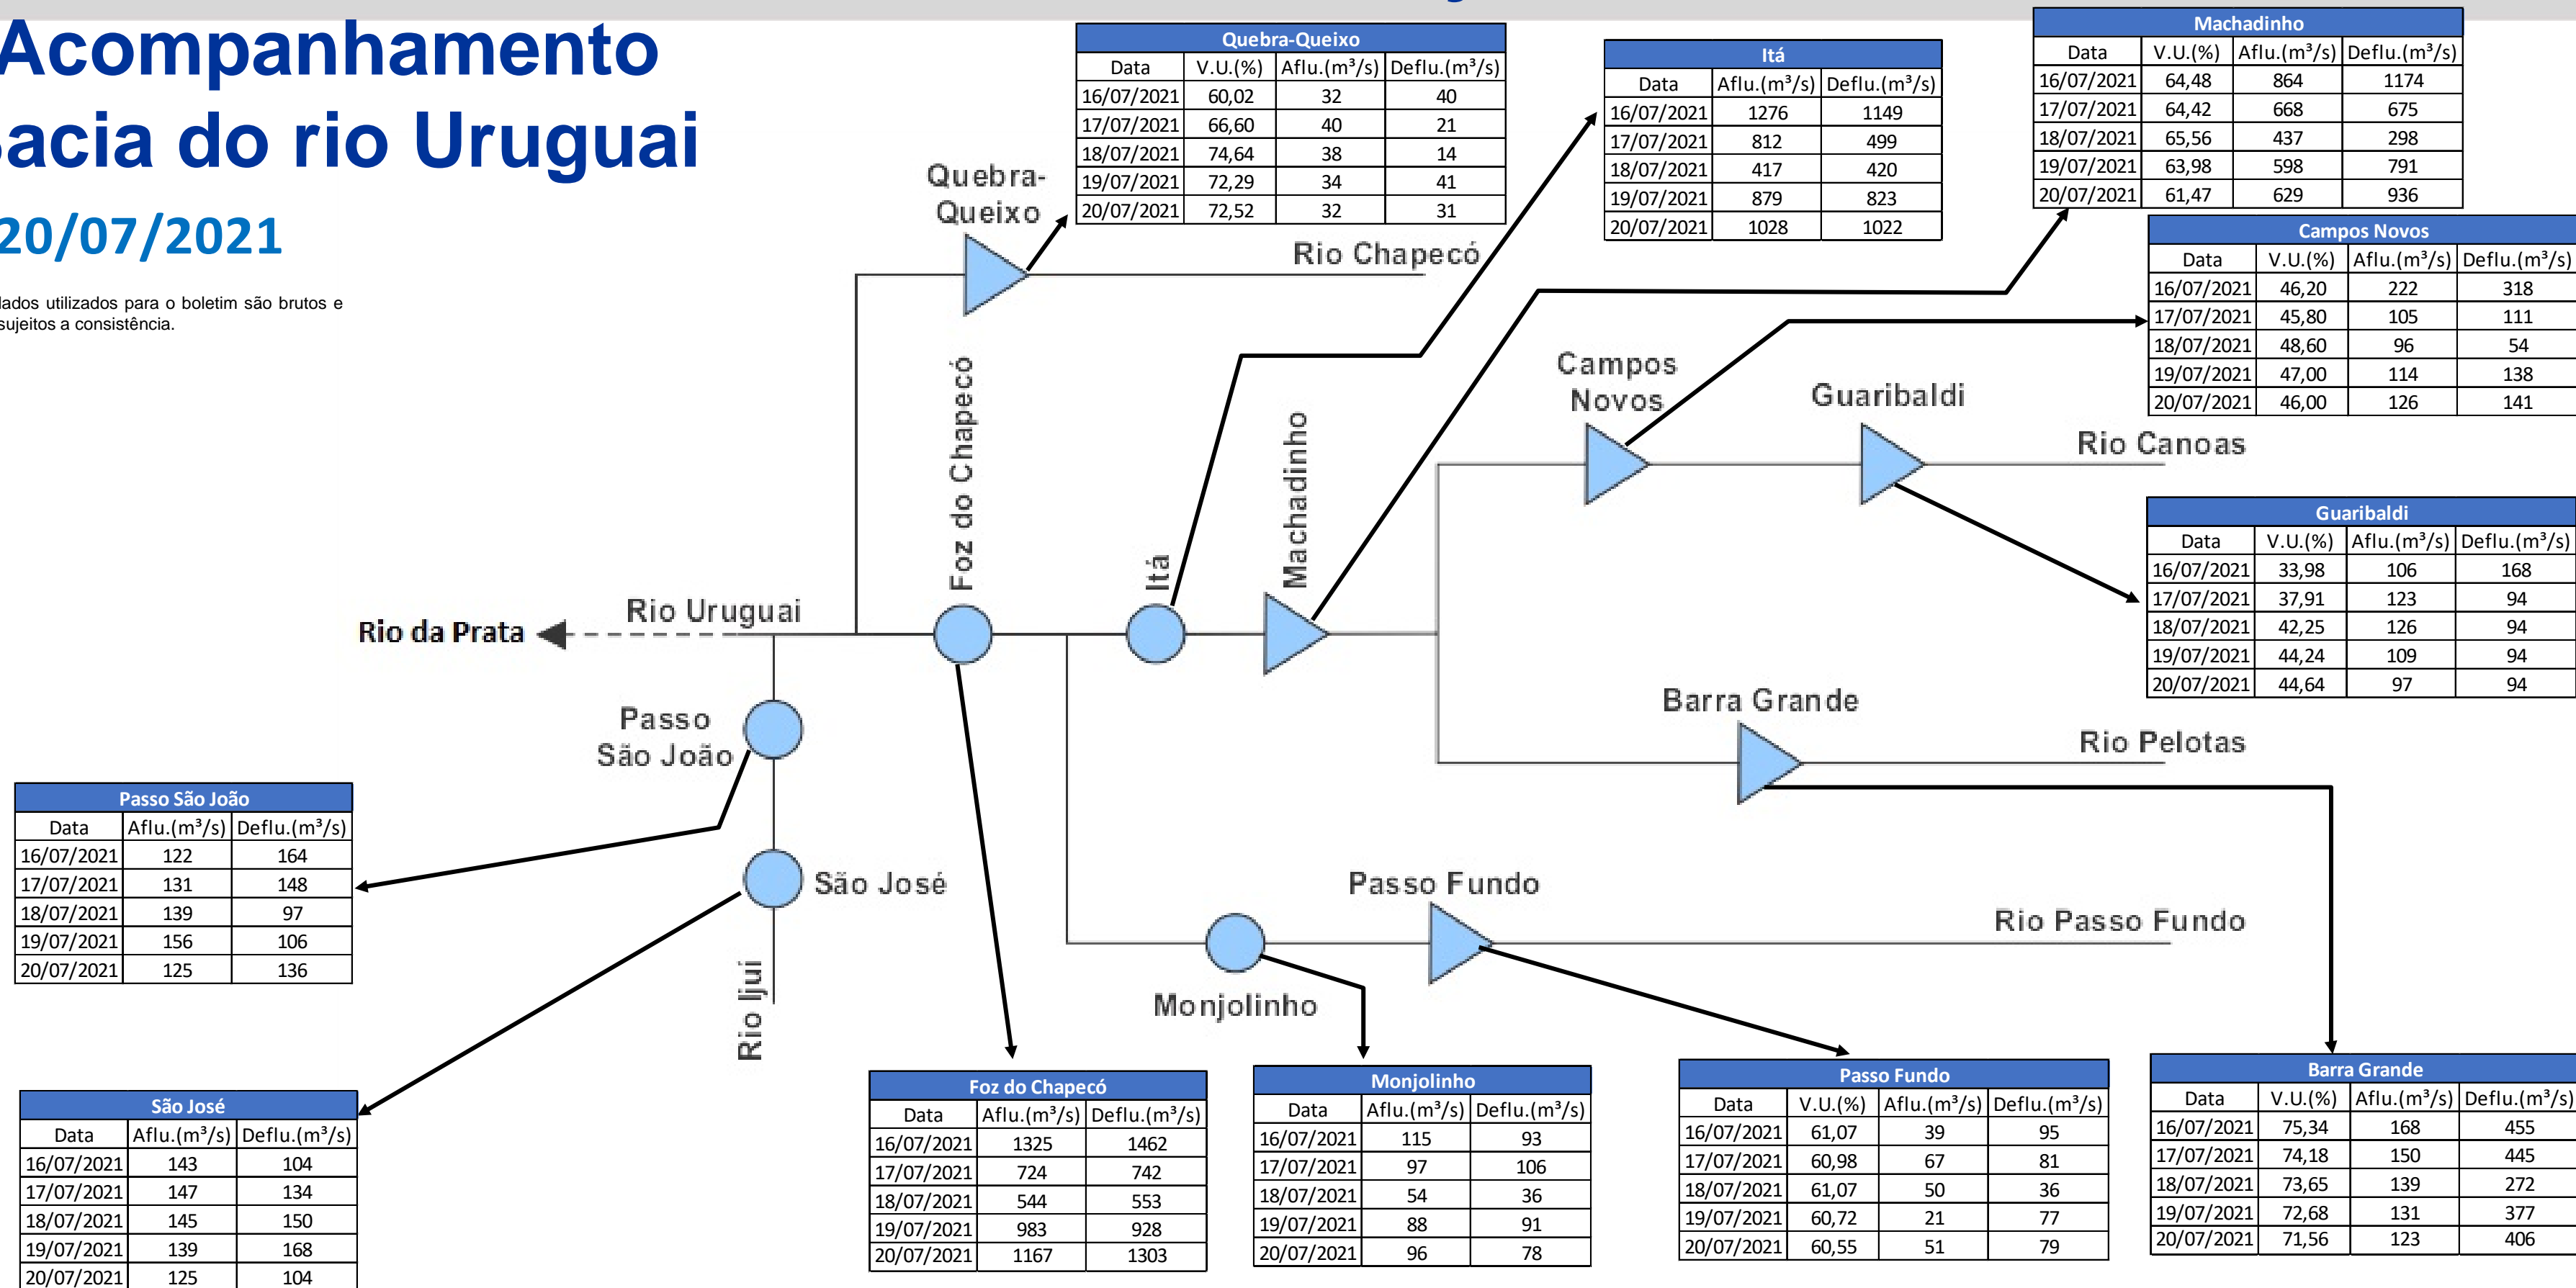 Acompanhamento
acia do rio Uruguai
20/07/2021
dados utilizados para o boletim são brutos e
sujeitos a consistência.
Quebra-Queixo
Data V.U.(%) Aflu.(m³/s) Deflu.(m³/s)
16/07/2021 60,02 32 40
17/07/2021 66,60 40 21
18/07/2021 74,64 38 14
19/07/2021 72,29 34 41
20/07/2021 72,52 32 31
Itá
Data Aflu.(m³/s) Deflu.(m³/s)
16/07/2021 1276 1149
17/07/2021 812 499
18/07/2021 417 420
19/07/2021 879 823
20/07/2021 1028 1022
Machadinho
Data V.U.(%) Aflu.(m³/s) Deflu.(m³/s)
16/07/2021 64,48 864 1174
17/07/2021 64,42 668 675
18/07/2021 65,56 437 298
19/07/2021 63,98 598 791
20/07/2021 61,47 629 936
Campos Novos
Data V.U.(%) Aflu.(m³/s) Deflu.(m³/s)
16/07/2021 46,20 222 318
17/07/2021 45,80 105 111
18/07/2021 48,60 96 54
19/07/2021 47,00 114 138
20/07/2021 46,00 126 141
Quebra-
Queixo
Rio Chapecó
Foz do Chapecó
Itá
Machadinho
Campos
Novos
Guaribaldi
Rio Canoas
Guaribaldi
Data V.U.(%) Aflu.(m³/s) Deflu.(m³/s)
16/07/2021 33,98 106 168
17/07/2021 37,91 123 94
18/07/2021 42,25 126 94
19/07/2021 44,24 109 94
20/07/2021 44,64 97 94
Rio da Prata
Rio Uruguai
Passo
São João
Barra Grande
Rio Pelotas
São José
Rio Ijuí
Passo Fundo
Rio Passo Fundo
Monjolinho
Passo São João
Data Aflu.(m³/s) Deflu.(m³/s)
16/07/2021 122 164
17/07/2021 131 148
18/07/2021 139 97
19/07/2021 156 106
20/07/2021 125 136
São José
Data Aflu.(m³/s) Deflu.(m³/s)
16/07/2021 143 104
17/07/2021 147 134
18/07/2021 145 150
19/07/2021 139 168
20/07/2021 125 104
Foz do Chapecó
Data Aflu.(m³/s) Deflu.(m³/s)
16/07/2021 1325 1462
17/07/2021 724 742
18/07/2021 544 553
19/07/2021 983 928
20/07/2021 1167 1303
Monjolinho
Data Aflu.(m³/s) Deflu.(m³/s)
16/07/2021 115 93
17/07/2021 97 106
18/07/2021 54 36
19/07/2021 88 91
20/07/2021 96 78
Passo Fundo
Data V.U.(%) Aflu.(m³/s) Deflu.(m³/s)
16/07/2021 61,07 39 95
17/07/2021 60,98 67 81
18/07/2021 61,07 50 36
19/07/2021 60,72 21 77
20/07/2021 60,55 51 79
Barra Grande
Data V.U.(%) Aflu.(m³/s) Deflu.(m³/s)
16/07/2021 75,34 168 455
17/07/2021 74,18 150 445
18/07/2021 73,65 139 272
19/07/2021 72,68 131 377
20/07/2021 71,56 123 406